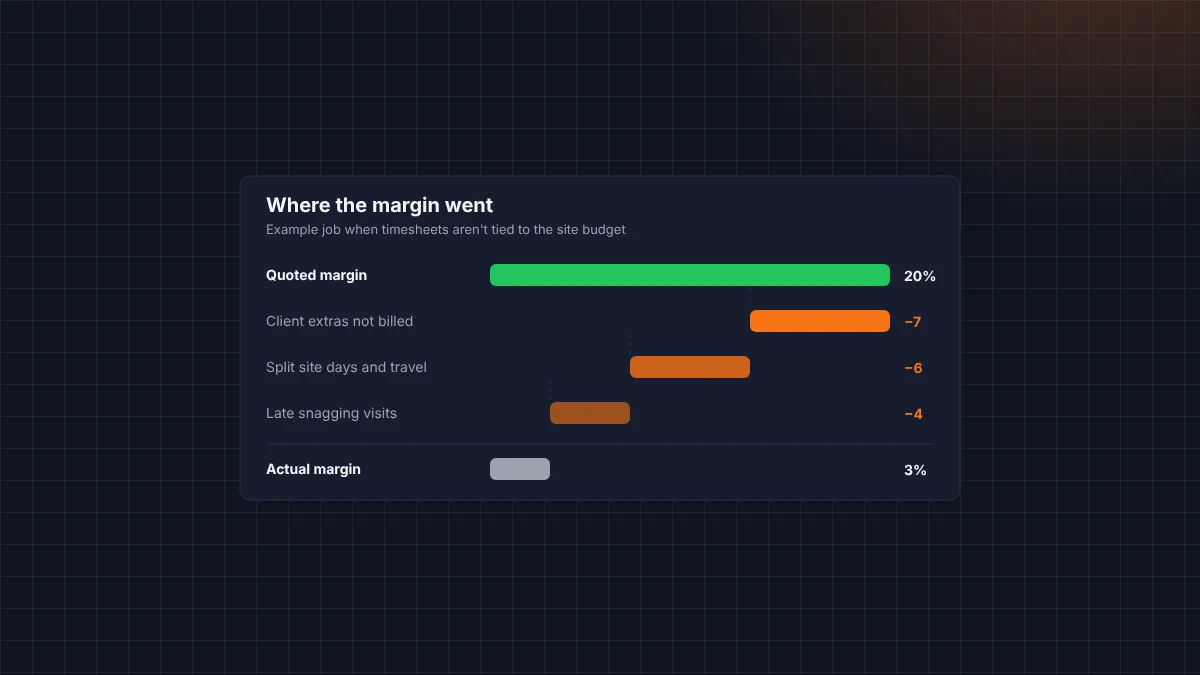 Where the margin went
Example job when timesheets aren't tied to the site budget
Quoted margin 20%
Client extras not billed −7
Split site days and travel −6
Late snagging visits −4
Actual margin 3%